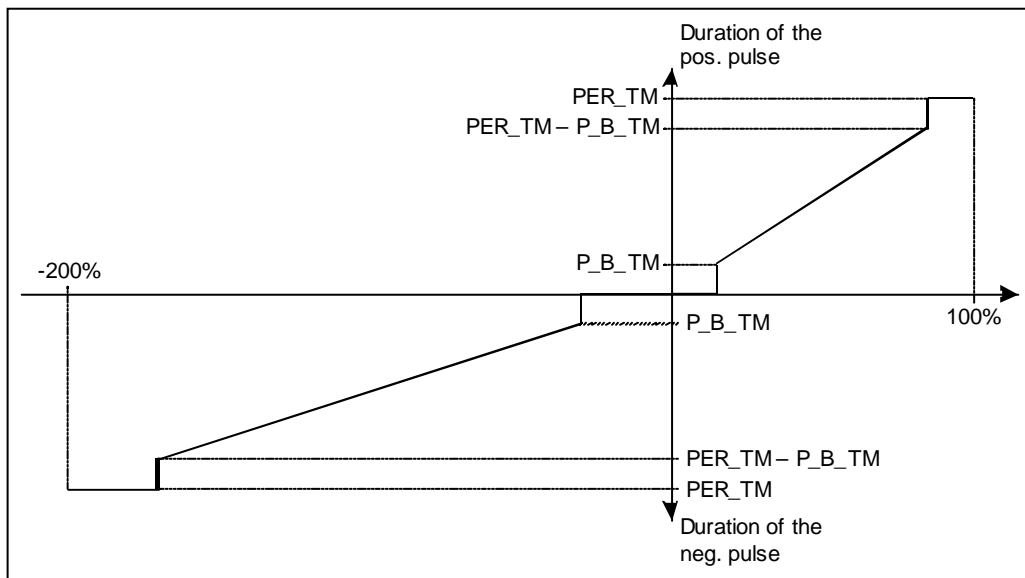 Duration of the
pos. pulse
PER_TM
PER_TM – P_B_TM
P_B_TM
-200%
100%
P_B_TM
PER_TM – P_B_TM
PER_TM
Duration of the
neg. pulse